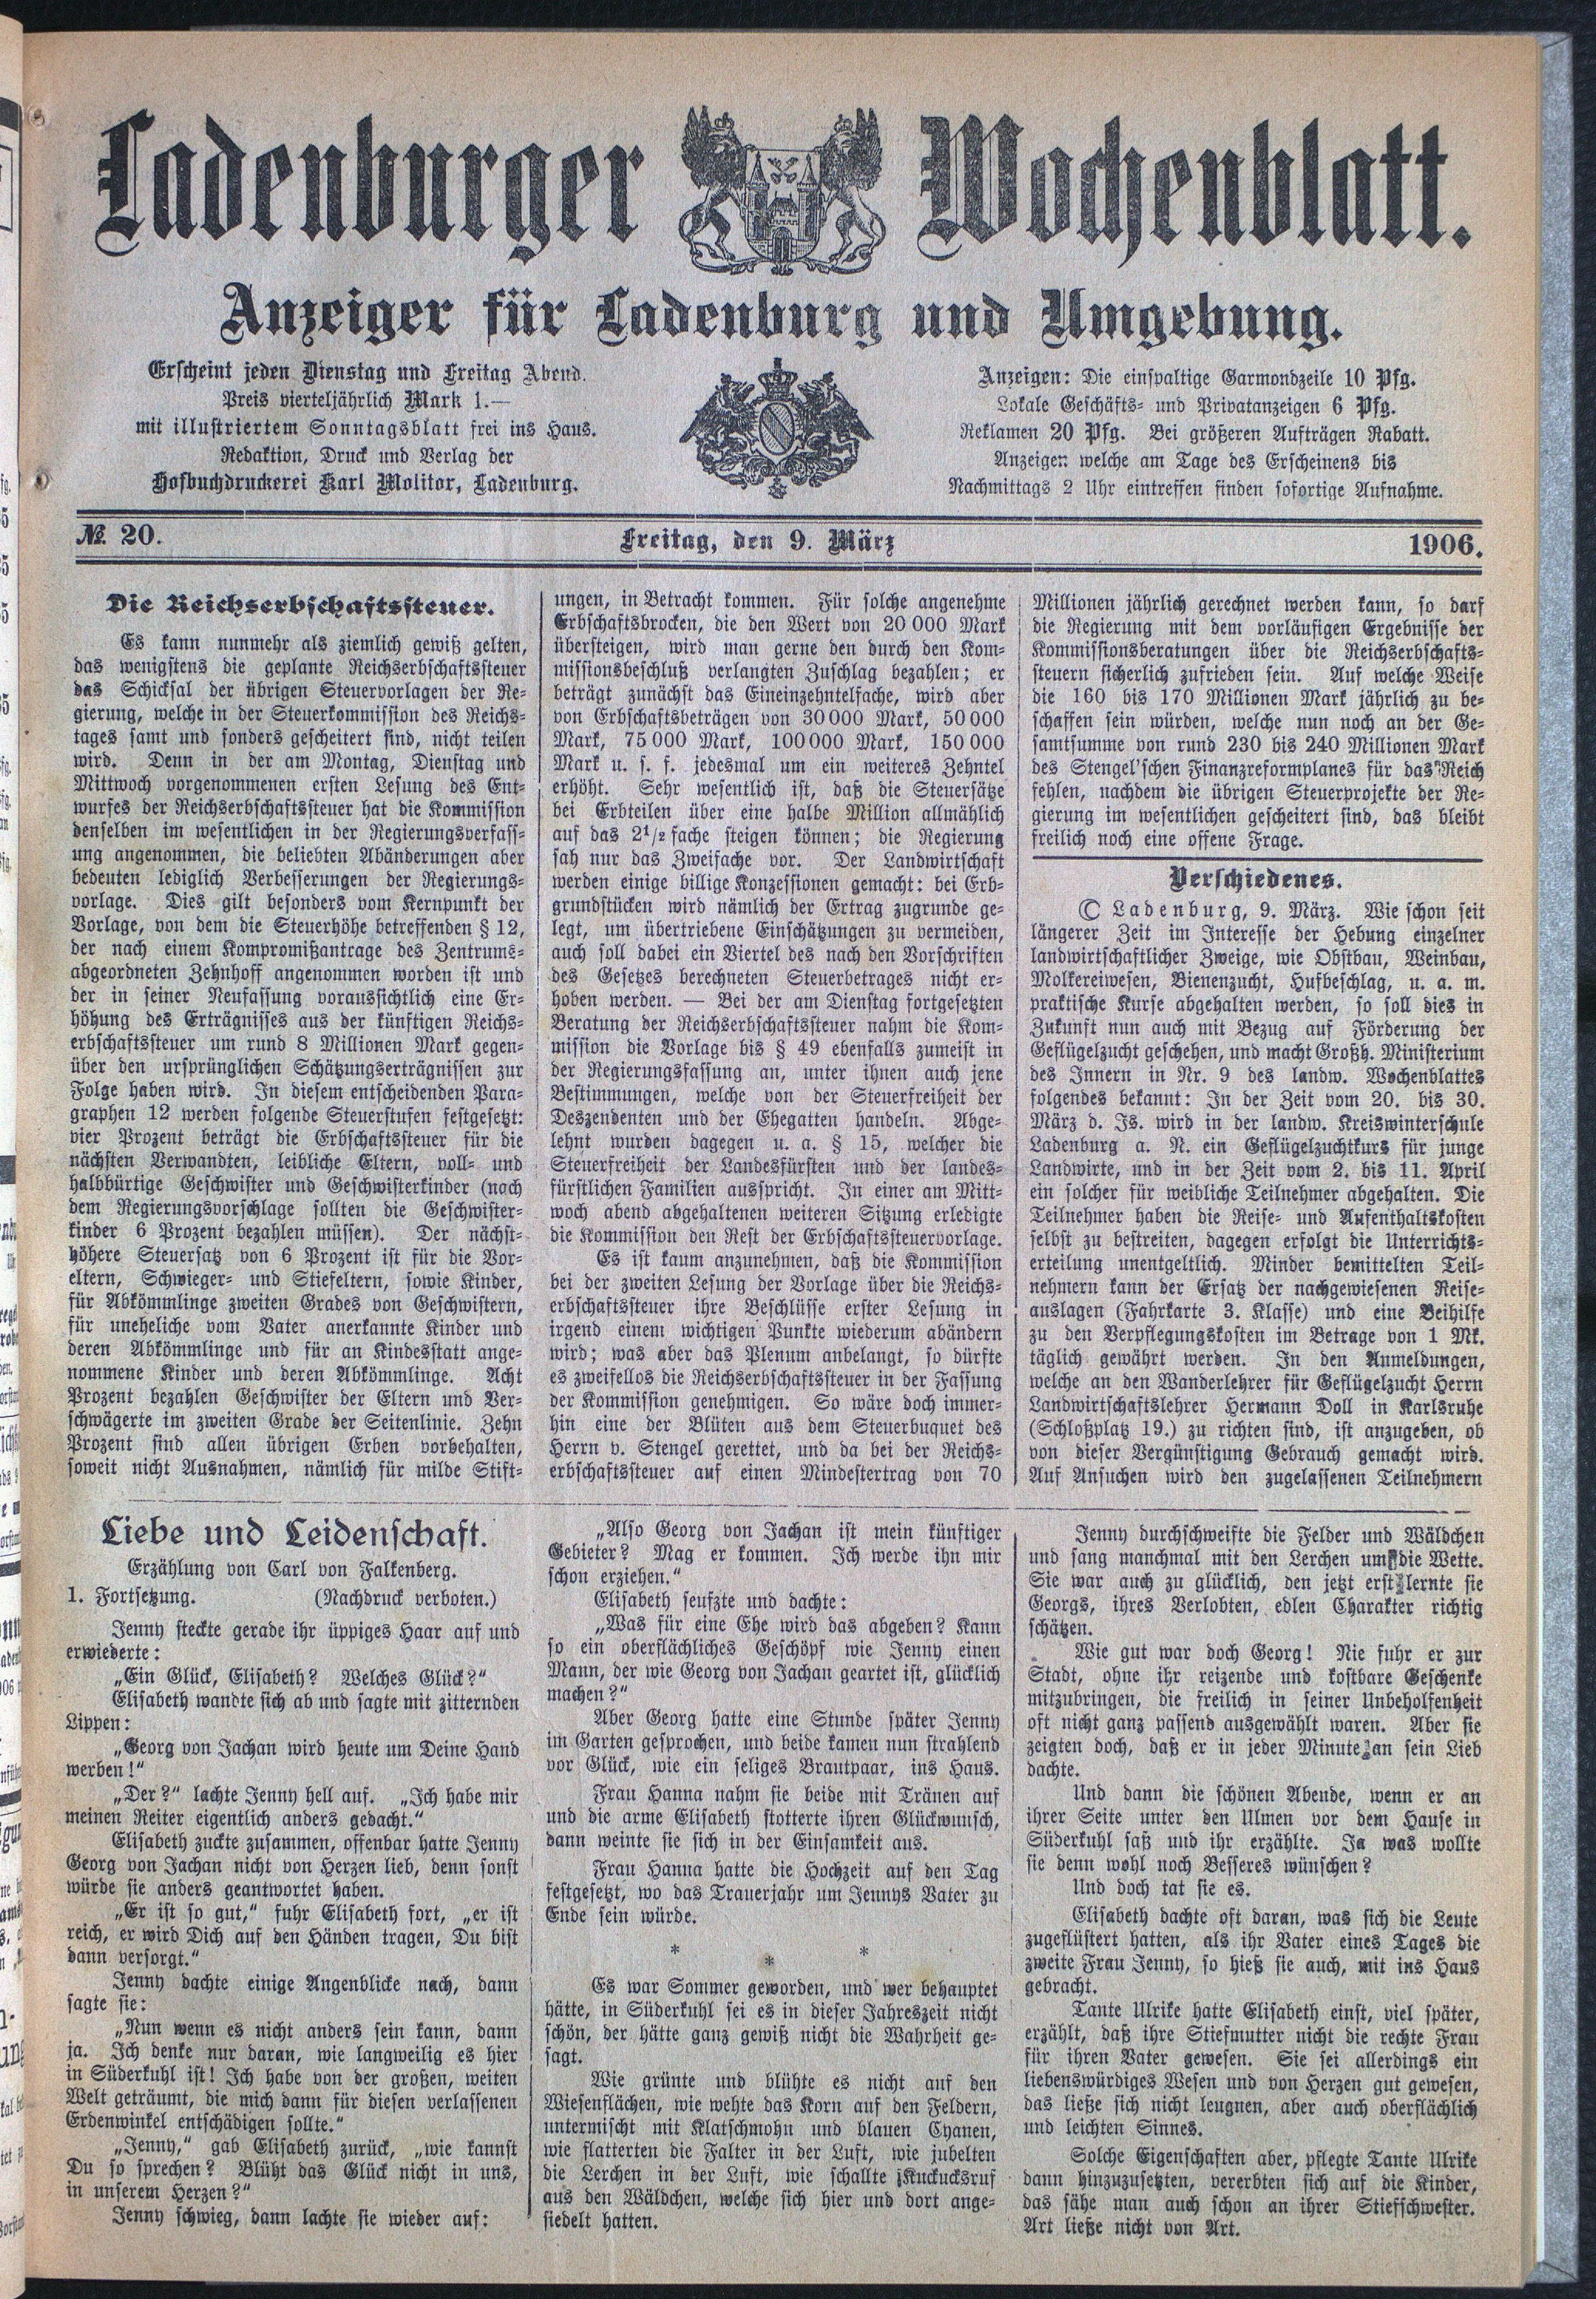 Ladenburger Wochenblatt.
Anzeiger für Ladenburg und Umgebung.
Erscheint jeden Dienstag und Freitag Abend.
Preis vierteljährlich Mark 1.—
mit illustriertem Sonntagsblatt frei ins Haus.
Redaktion, Druck und Verlag der
Hofbuchdruckerei Karl Molitor, Ladenburg.
Anzeigen: Die einspaltige Garmondzeile 10 Pfg.
Lokale Geschäfts- und Privatanzeigen 6 Pfg.
Reklamen 20 Pfg. Bei größeren Aufträgen Rabatt.
Anzeigen welche am Tage des Erscheinens bis
Nachmittags 2 Uhr eintreffen finden sofortige Aufnahme.
№ 20.
Freitag, den 9. März
1906.
Die Reichserbschaftssteuer.
Es kann nunmehr als ziemlich gewiß gelten,
das wenigstens die geplante Reichserbschaftssteuer
das Schicksal der übrigen Steuervorlagen der Re-
gierung, welche in der Steuerkommission des Reichs-
tages samt und sonders gescheitert sind, nicht teilen
wird. Denn in der am Montag, Dienstag und
Mittwoch vorgenommenen ersten Lesung des Ent-
wurfes der Reichserbschaftssteuer hat die Kommission
denselben im wesentlichen in der Regierungsverfass-
ung angenommen, die beliebten Abänderungen aber
bedeuten lediglich Verbesserungen der Regierungs-
vorlage. Dies gilt besonders vom Kernpunkt der
Vorlage, von dem die Steuerhöhe betreffenden § 12,
der nach einem Kompromißantrage des Zentrums-
abgeordneten Zehnhoff angenommen worden ist und
der in seiner Neufassung voraussichtlich eine Er-
höhung des Erträgnisses aus der künftigen Reichs-
erbschaftssteuer um rund 8 Millionen Mark gegen-
über den ursprünglichen Schätzungserträgnissen zur
Folge haben wird. In diesem entscheidenden Para-
graphen 12 werden folgende Steuerstufen festgesetzt:
vier Prozent beträgt die Erbschaftssteuer für die
nächsten Verwandten, leibliche Eltern, voll- und
halbbürtige Geschwister und Geschwisterkinder (nach
dem Regierungsvorschlage sollten die Geschwister-
kinder 6 Prozent bezahlen müssen). Der nächst-
höhere Steuersatz von 6 Prozent ist für die Vor-
eltern, Schwieger- und Stiefeltern, sowie Kinder,
für Abkömmlinge zweiten Grades von Geschwistern,
für uneheliche vom Vater anerkannte Kinder und
deren Abkömmlinge und für an Kindesstatt ange-
nommene Kinder und deren Abkömmlinge. Acht
Prozent bezahlen Geschwister der Eltern und Ver-
schwägerte im zweiten Grade der Seitenlinie. Zehn
Prozent sind allen übrigen Erben vorbehalten,
soweit nicht Ausnahmen, nämlich für milde Stift-
ungen, in Betracht kommen. Für solche angenehme
Erbschaftsbrocken, die den Wert von 20 000 Mark
übersteigen, wird man gerne den durch den Kom-
missionsbeschluß verlangten Zuschlag bezahlen; er
beträgt zunächst das Eineinzehntelfache, wird aber
von Erbschaftsbeträgen von 30 000 Mark, 50 000
Mark, 75 000 Mark, 100 000 Mark, 150 000
Mark u. s. f. jedesmal um ein weiteres Zehntel
erhöht. Sehr wesentlich ist, daß die Steuersätze
bei Erbteilen über eine halbe Million allmählich
auf das 2½ fache steigen können; die Regierung
sah nur das Zweifache vor. Der Landwirtschaft
werden einige billige Konzessionen gemacht: bei Erb-
grundstücken wird nämlich der Ertrag zugrunde ge-
legt, um übertriebene Einschätzungen zu vermeiden,
auch soll dabei ein Viertel des nach den Vorschriften
des Gesetzes berechneten Steuerbetrages nicht er-
hoben werden. — Bei der am Dienstag fortgesetzten
Beratung der Reichserbschaftssteuer nahm die Kom-
mission die Vorlage bis § 49 ebenfalls zumeist in
der Regierungsfassung an, unter ihnen auch jene
Bestimmungen, welche von der Steuerfreiheit der
Deszendenten und der Ehegatten handeln. Abge-
lehnt wurden dagegen u. a. § 15, welcher die
Steuerfreiheit der Landesfürsten und der landes-
fürstlichen Familien ausspricht. In einer am Mitt-
woch abend abgehaltenen weiteren Sitzung erledigte
die Kommission den Rest der Erbschaftssteuervorlage.
Es ist kaum anzunehmen, daß die Kommission
bei der zweiten Lesung der Vorlage über die Reichs-
erbschaftssteuer ihre Beschlüsse erster Lesung in
irgend einem wichtigen Punkte wiederum abändern
wird; was aber das Plenum anbelangt, so dürfte
es zweifellos die Reichserbschaftssteuer in der Fassung
der Kommission genehmigen. So wäre doch immer-
hin eine der Blüten aus dem Steuerbuquet des
Herrn v. Stengel gerettet, und da bei der Reichs-
erbschaftssteuer auf einen Mindestertrag von 70
Millionen jährlich gerechnet werden kann, so darf
die Regierung mit dem vorläufigen Ergebnisse der
Kommissionsberatungen über die Reichserbschafts-
steuern sicherlich zufrieden sein. Auf welche Weise
die 160 bis 170 Millionen Mark jährlich zu be-
schaffen sein würden, welche nun noch an der Ge-
samtsumme von rund 230 bis 240 Millionen Mark
des Stengel'schen Finanzreformplanes für das Reich
fehlen, nachdem die übrigen Steuerprojekte der Re-
gierung im wesentlichen gescheitert sind, das bleibt
freilich noch eine offene Frage.
Verschiedenes.
© Ladenburg, 9. März. Wie schon seit
längerer Zeit im Interesse der Hebung einzelner
landwirtschaftlicher Zweige, wie Obstbau, Weinbau,
Molkereiwesen, Bienenzucht, Hufbeschlag, u. a. m.
praktische Kurse abgehalten werden, so soll dies in
Zukunft nun auch mit Bezug auf Förderung der
Geflügelzucht geschehen, und macht Großh. Ministerium
des Innern in Nr. 9 des landw. Wochenblattes
folgendes bekannt: In der Zeit vom 20. bis 30.
März d. Js. wird in der landw. Kreiswinterschule
Ladenburg a. N. ein Geflügelzuchtkurs für junge
Landwirte, und in der Zeit vom 2. bis 11. April
ein solcher für weibliche Teilnehmer abgehalten. Die
Teilnehmer haben die Reise- und Aufenthaltskosten
selbst zu bestreiten, dagegen erfolgt die Unterrichts-
erteilung unentgeltlich. Minder bemittelten Teil-
nehmern kann der Ersatz der nachgewiesenen Reise-
auslagen (Fahrkarte 3. Klasse) und eine Beihilfe
zu den Verpflegungskosten im Betrage von 1 Mk.
täglich gewährt werden. In den Anmeldungen,
welche an den Wanderlehrer für Geflügelzucht Herrn
Landwirtschaftslehrer Hermann Doll in Karlsruhe
(Schloßplatz 19.) zu richten sind, ist anzugeben, ob
von dieser Vergünstigung Gebrauch gemacht wird.
Auf Ansuchen wird den zugelassenen Teilnehmern
Liebe und Leidenschaft.
Erzählung von Carl von Falkenberg.
1. Fortsetzung. (Nachdruck verboten.)
Jenny steckte gerade ihr üppiges Haar auf und
erwiederte:
„Ein Glück, Elisabeth? Welches Glück?“
Elisabeth wandte sich ab und sagte mit zitternden
Lippen:
„Georg von Jachan wird heute um Deine Hand
werben!“
„Der?“ lachte Jenny hell auf. „Ich habe mir
meinen Reiter eigentlich anders gedacht.“
Elisabeth zuckte zusammen, offenbar hatte Jenny
Georg von Jachan nicht von Herzen lieb, denn sonst
würde sie anders geantwortet haben.
„Er ist so gut,“ fuhr Elisabeth fort, „er ist
reich, er wird Dich auf den Händen tragen, Du bist
dann versorgt.“
Jenny dachte einige Angenblicke nach, dann
sagte sie:
„Nun wenn es nicht anders sein kann, dann
ja. Ich denke nur daran, wie langweilig es hier
in Süderkuhl ist! Ich habe von der großen, weiten
Welt geträumt, die mich dann für diesen verlassenen
Erdenwinkel entschädigen sollte.“
„Jenny,“ gab Elisabeth zurück, „wie kannst
Du so sprechen? Blüht das Glück nicht in uns,
in unserem Herzen?“
Jenny schwieg, dann lachte sie wieder auf:
„Also Georg von Jachan ist mein künftiger
Gebieter? Mag er kommen. Ich werde ihn mir
schon erziehen.“
Elisabeth seufzte und dachte:
„Was für eine Ehe wird das abgeben? Kann
so ein oberflächliches Geschöpf wie Jenny einen
Mann, der wie Georg von Jachan geartet ist, glücklich
machen?“
Aber Georg hatte eine Stunde später Jenny
im Garten gesprochen, und beide kamen nun strahlend
vor Glück, wie ein seliges Brautpaar, ins Haus.
Frau Hanna nahm sie beide mit Tränen auf
und die arme Elisabeth stotterte ihren Glückwunsch,
dann weinte sie sich in der Einsamkeit aus.
Frau Hanna hatte die Hochzeit auf den Tag
festgesetzt, wo das Trauerjahr um Jennys Vater zu
Ende sein würde.
* * *
Es war Sommer geworden, und wer behauptet
hätte, in Süderkuhl sei es in dieser Jahreszeit nicht
schön, der hätte ganz gewiß nicht die Wahrheit ge-
sagt.
Wie grünte und blühte es nicht auf den
Wiesenflächen, wie wehte das Korn auf den Feldern,
untermischt mit Klatschmohn und blauen Cyanen,
wie flatterten die Falter in der Luft, wie jubelten
die Lerchen in der Luft, wie schallte Kuckucksruf
aus den Wäldchen, welche sich hier und dort ange-
siedelt hatten.
Jenny durchschweifte die Felder und Wäldchen
und sang manchmal mit den Lerchen um die Wette.
Sie war auch zu glücklich, den jetzt erst lernte sie
Georgs, ihres Verlobten, edlen Charakter richtig
schätzen.
Wie gut war doch Georg! Nie fuhr er zur
Stadt, ohne ihr reizende und kostbare Geschenke
mitzubringen, die freilich in seiner Unbeholfenheit
oft nicht ganz passend ausgewählt waren. Aber sie
zeigten doch, daß er in jeder Minute an sein Lieb
dachte.
Und dann die schönen Abende, wenn er an
ihrer Seite unter den Ulmen vor dem Hause in
Süderkuhl saß und ihr erzählte. Ja was wollte
sie denn wohl noch Besseres wünschen?
Und doch tat sie es.
Elisabeth dachte oft daran, was sich die Leute
zugeflüstert hatten, als ihr Vater eines Tages die
zweite Frau Jenny, so hieß sie auch, mit ins Haus
gebracht.
Tante Ulrike hatte Elisabeth einst, viel später,
erzählt, daß ihre Stiefmutter nicht die rechte Frau
für ihren Vater gewesen. Sie sei allerdings ein
liebenswürdiges Wesen und von Herzen gut gewesen,
das ließe sich nicht leugnen, aber auch oberflächlich
und leichten Sinnes.
Solche Eigenschaften aber, pflegte Tante Ulrike
dann hinzuzusetzten, vererbten sich auf die Kinder,
das sähe man auch schon an ihrer Stiefschwester.
Art ließe nicht von Art.